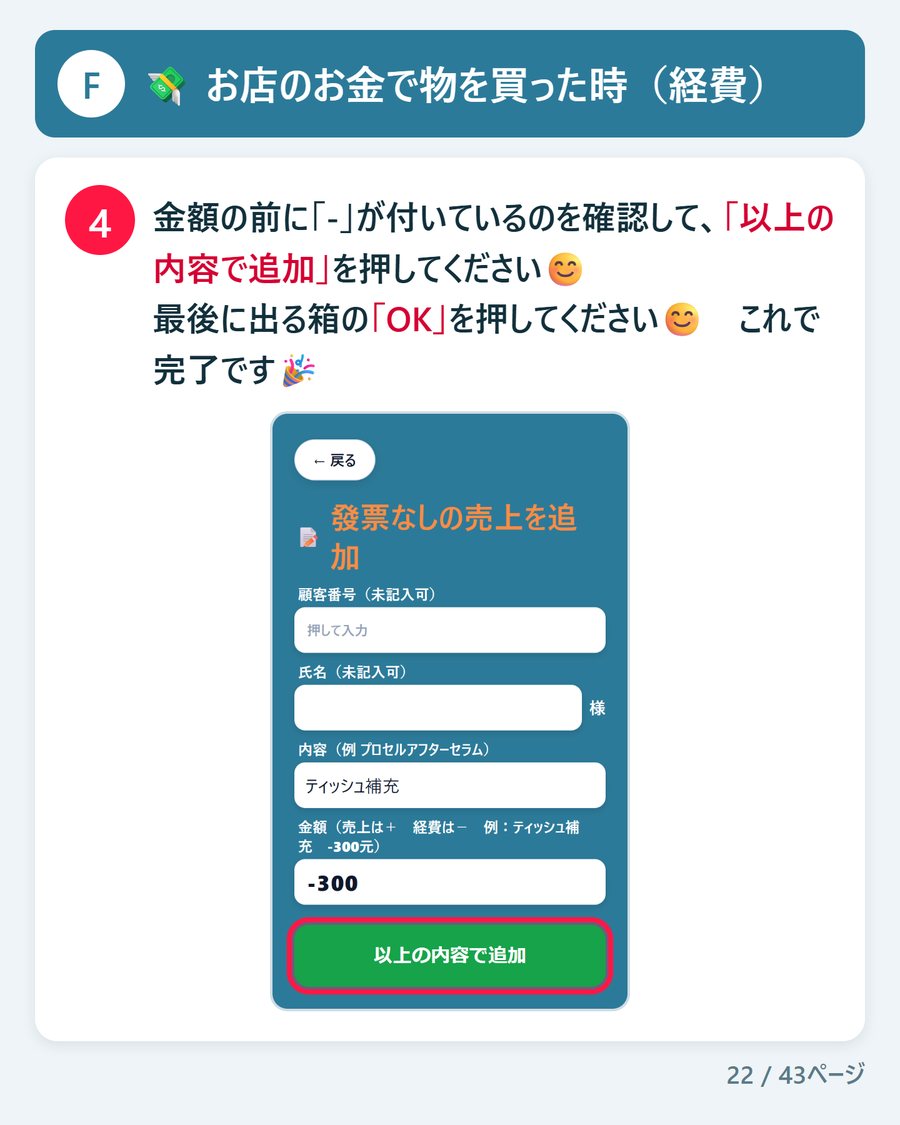 F 💸 お店のお金で物を買った時（経費）
4
金額の前に「-」が付いているのを確認して、「以上の
内容で追加」を押してください😊
最後に出る箱の「OK」を押してください😊　これで
完了です🎉
← 戻る
📝 發票なしの売上を追
加
顧客番号（未記入可）
押して入力
氏名（未記入可）
様
内容（例 プロセルアフターセラム）
ティッシュ補充
金額（売上は＋　経費は－　例：ティッシュ補
充　-300元）
-300
以上の内容で追加
22 / 43ページ